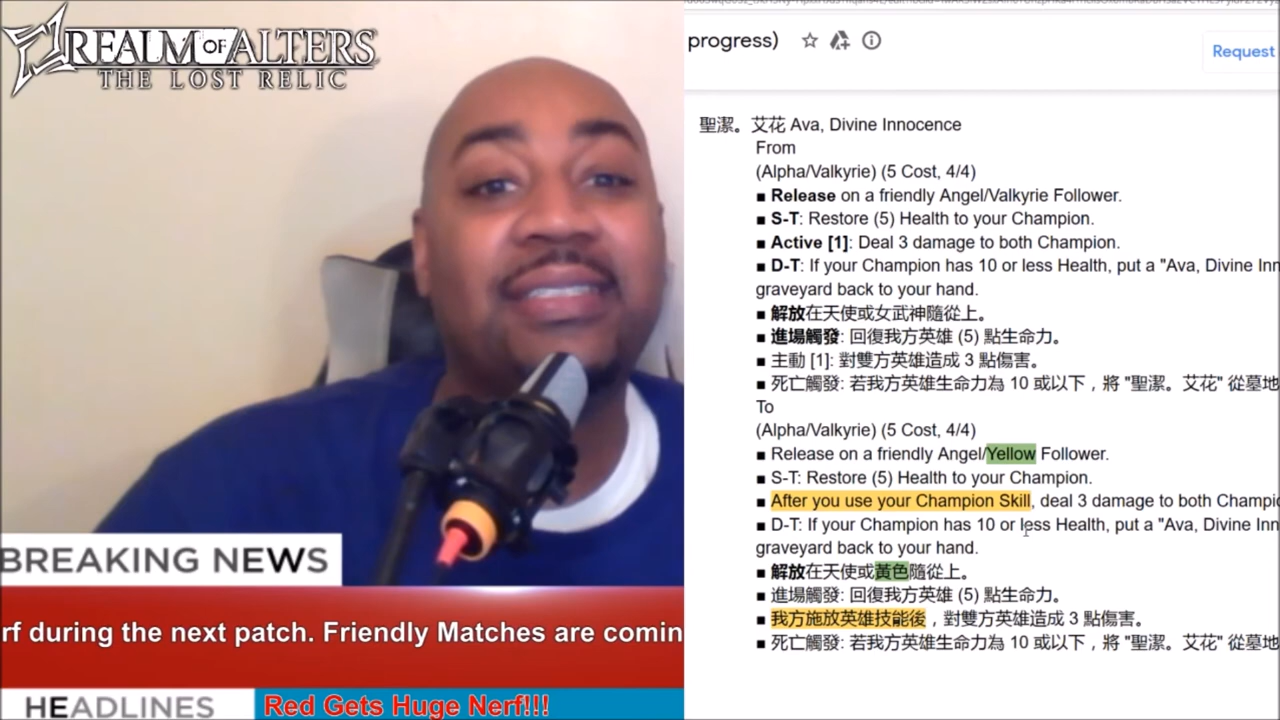 REALM OF ALTERS
THE LOST RELIC
BREAKING NEWS
rf during the next patch. Friendly Matches are comin
HEADLINES
Red Gets Huge Nerf!!!
progress)
Request
聖潔。艾花 Ava, Divine Innocence
From
(Alpha/Valkyrie) (5 Cost, 4/4)
■ Release on a friendly Angel/Valkyrie Follower.
■ S-T: Restore (5) Health to your Champion.
■ Active [1]: Deal 3 damage to both Champion.
■ D-T: If your Champion has 10 or less Health, put a "Ava, Divine Inn
graveyard back to your hand.
■ 解放在天使或女武神隨從上。
■ 進場觸發: 回復我方英雄 (5) 點生命力。
■ 主動 [1]: 對雙方英雄造成 3 點傷害。
■ 死亡觸發: 若我方英雄生命力為 10 或以下，將 "聖潔。艾花" 從墓地
To
(Alpha/Valkyrie) (5 Cost, 4/4)
■ Release on a friendly Angel/Yellow Follower.
■ S-T: Restore (5) Health to your Champion.
■ After you use your Champion Skill, deal 3 damage to both Champi
■ D-T: If your Champion has 10 or less Health, put a "Ava, Divine Inn
graveyard back to your hand.
■ 解放在天使或黃色隨從上。
■ 進場觸發: 回復我方英雄 (5) 點生命力。
■ 我方施放英雄技能後，對雙方英雄造成 3 點傷害。
■ 死亡觸發: 若我方英雄生命力為 10 或以下，將 "聖潔。艾花" 從墓地